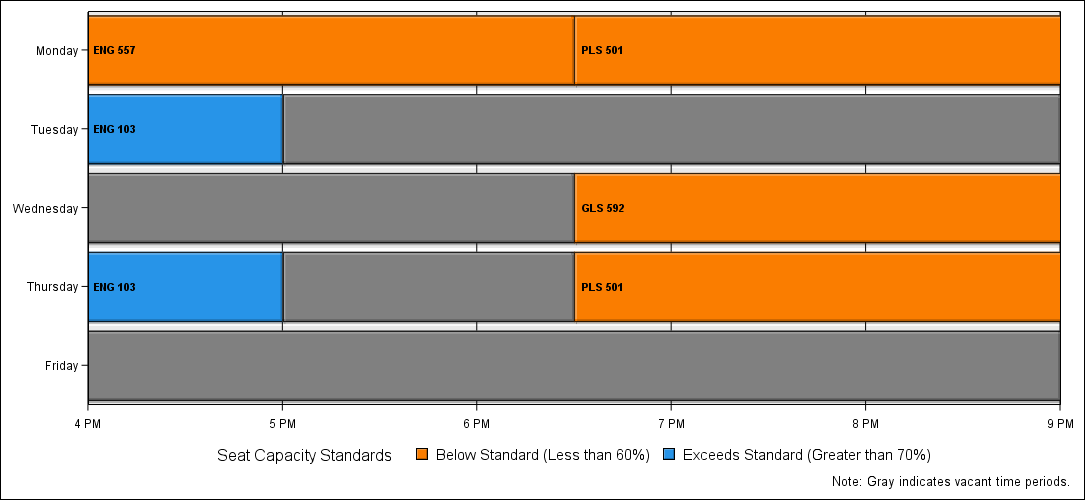 Monday ENG 557 PLS 501
Tuesday ENG 103
Wednesday GLS 592
Thursday ENG 103 PLS 501
Friday
4 PM 5 PM 6 PM 7 PM 8 PM 9 PM
Seat Capacity Standards Below Standard (Less than 60%) Exceeds Standard (Greater than 70%)
Note: Gray indicates vacant time periods.